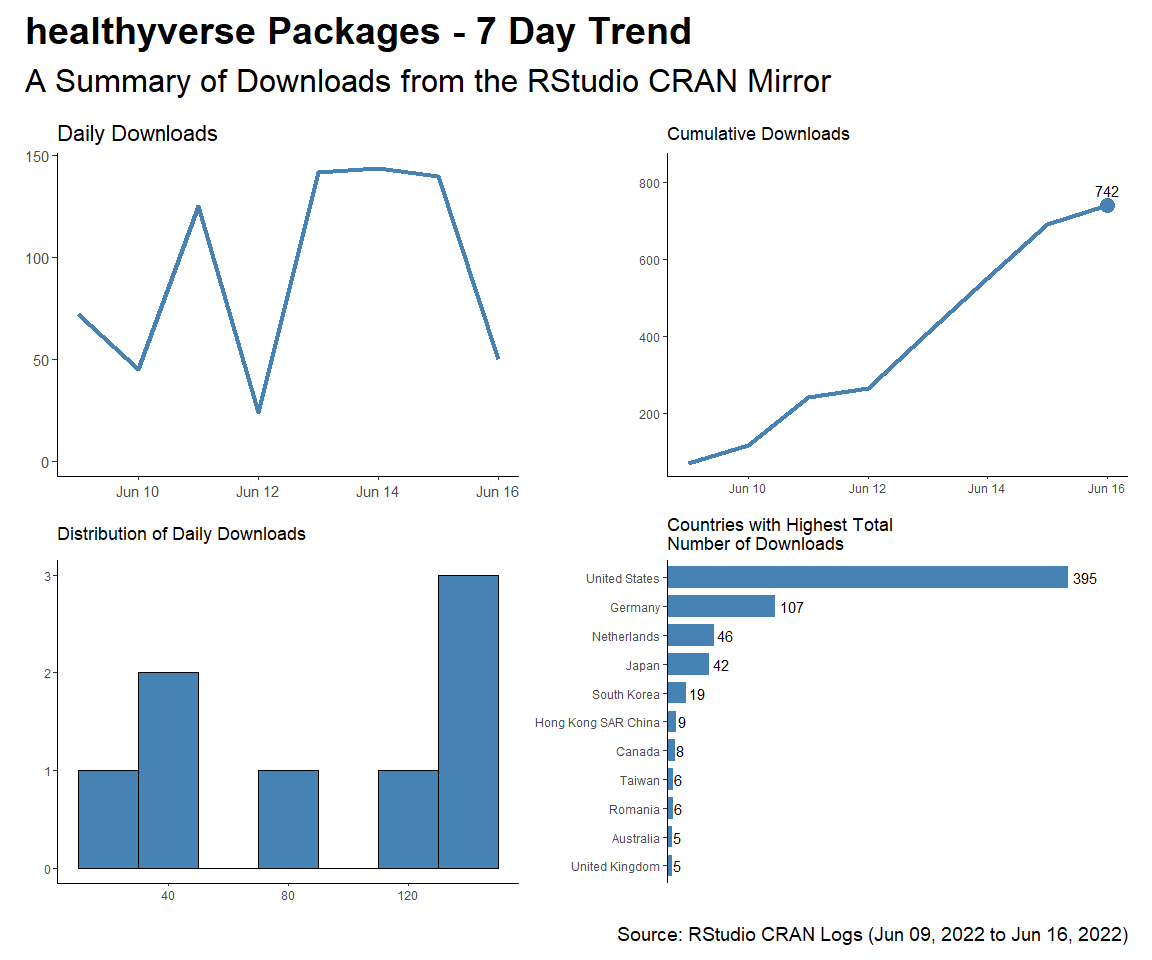 healthyverse Packages - 7 Day Trend
A Summary of Downloads from the RStudio CRAN Mirror
Daily Downloads
150
100
50
0
Jun 10 Jun 12 Jun 14 Jun 16
Cumulative Downloads
800
600
400
200
742
Jun 10 Jun 12 Jun 14 Jun 16
Distribution of Daily Downloads
3
2
1
0
40 80 120
Countries with Highest Total
Number of Downloads
United States 395
Germany 107
Netherlands 46
Japan 42
South Korea 19
Hong Kong SAR China 9
Canada 8
Taiwan 6
Romania 6
Australia 5
United Kingdom 5
Source: RStudio CRAN Logs (Jun 09, 2022 to Jun 16, 2022)